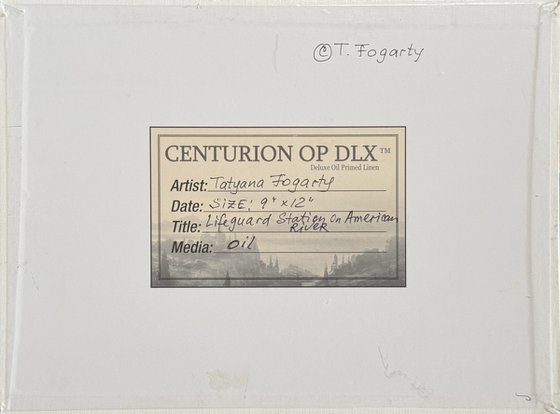 © T. Fogarty
CENTURION OP DLX™
Deluxe Oil Primed Linen
Artist: Tatyana Fogarty
Date: SIZE: 9" x 12"
Title: Lifeguard Station on American
RIVER
Media: oil